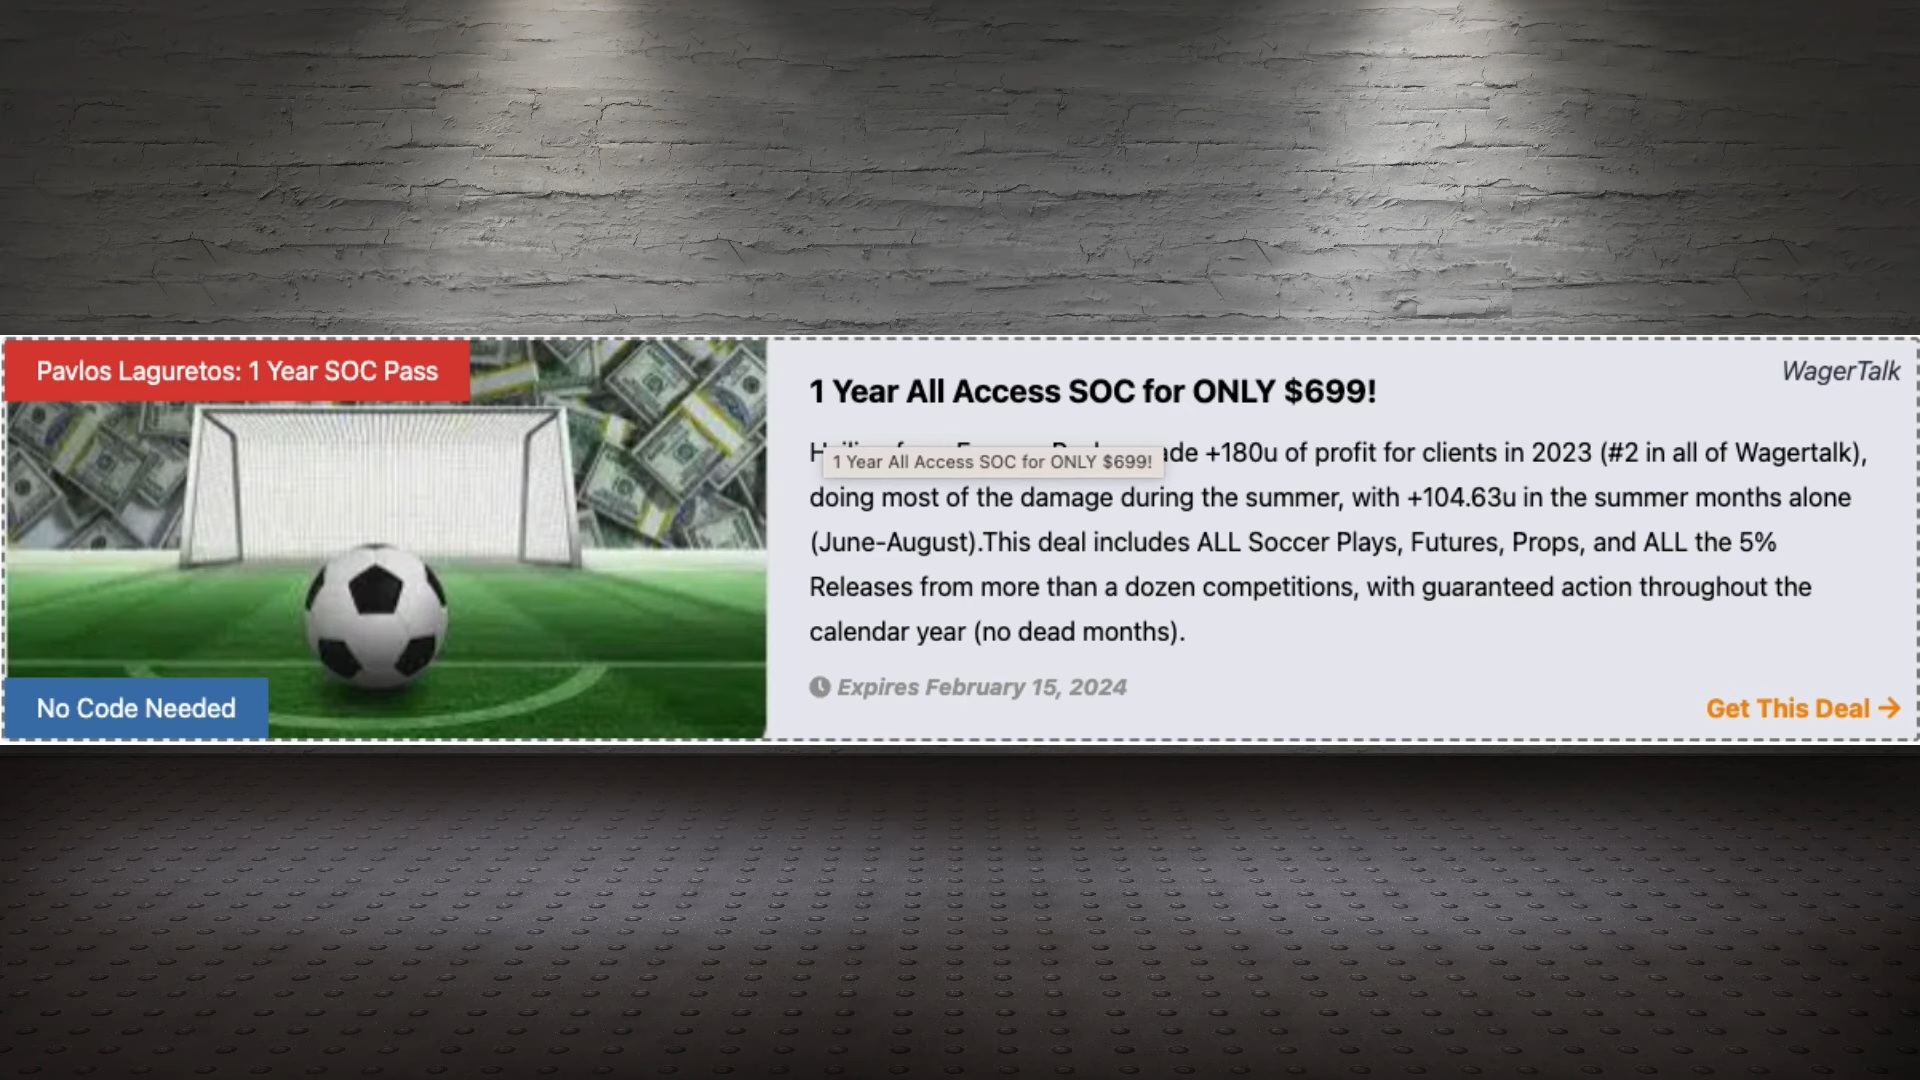 Pavlos Laguretos: 1 Year SOC Pass
WagerTalk
1 Year All Access SOC for ONLY $699!
+180u of profit for clients in 2023 (#2 in all of Wagertalk),
1 Year All Access SOC for ONLY $699!
doing most of the damage during the summer, with +104.63u in the summer months alone
(June-August).This deal includes ALL Soccer Plays, Futures, Props, and ALL the 5%
Releases from more than a dozen competitions, with guaranteed action throughout the
calendar year (no dead months).
Expires February 15, 2024
No Code Needed
Get This Deal →